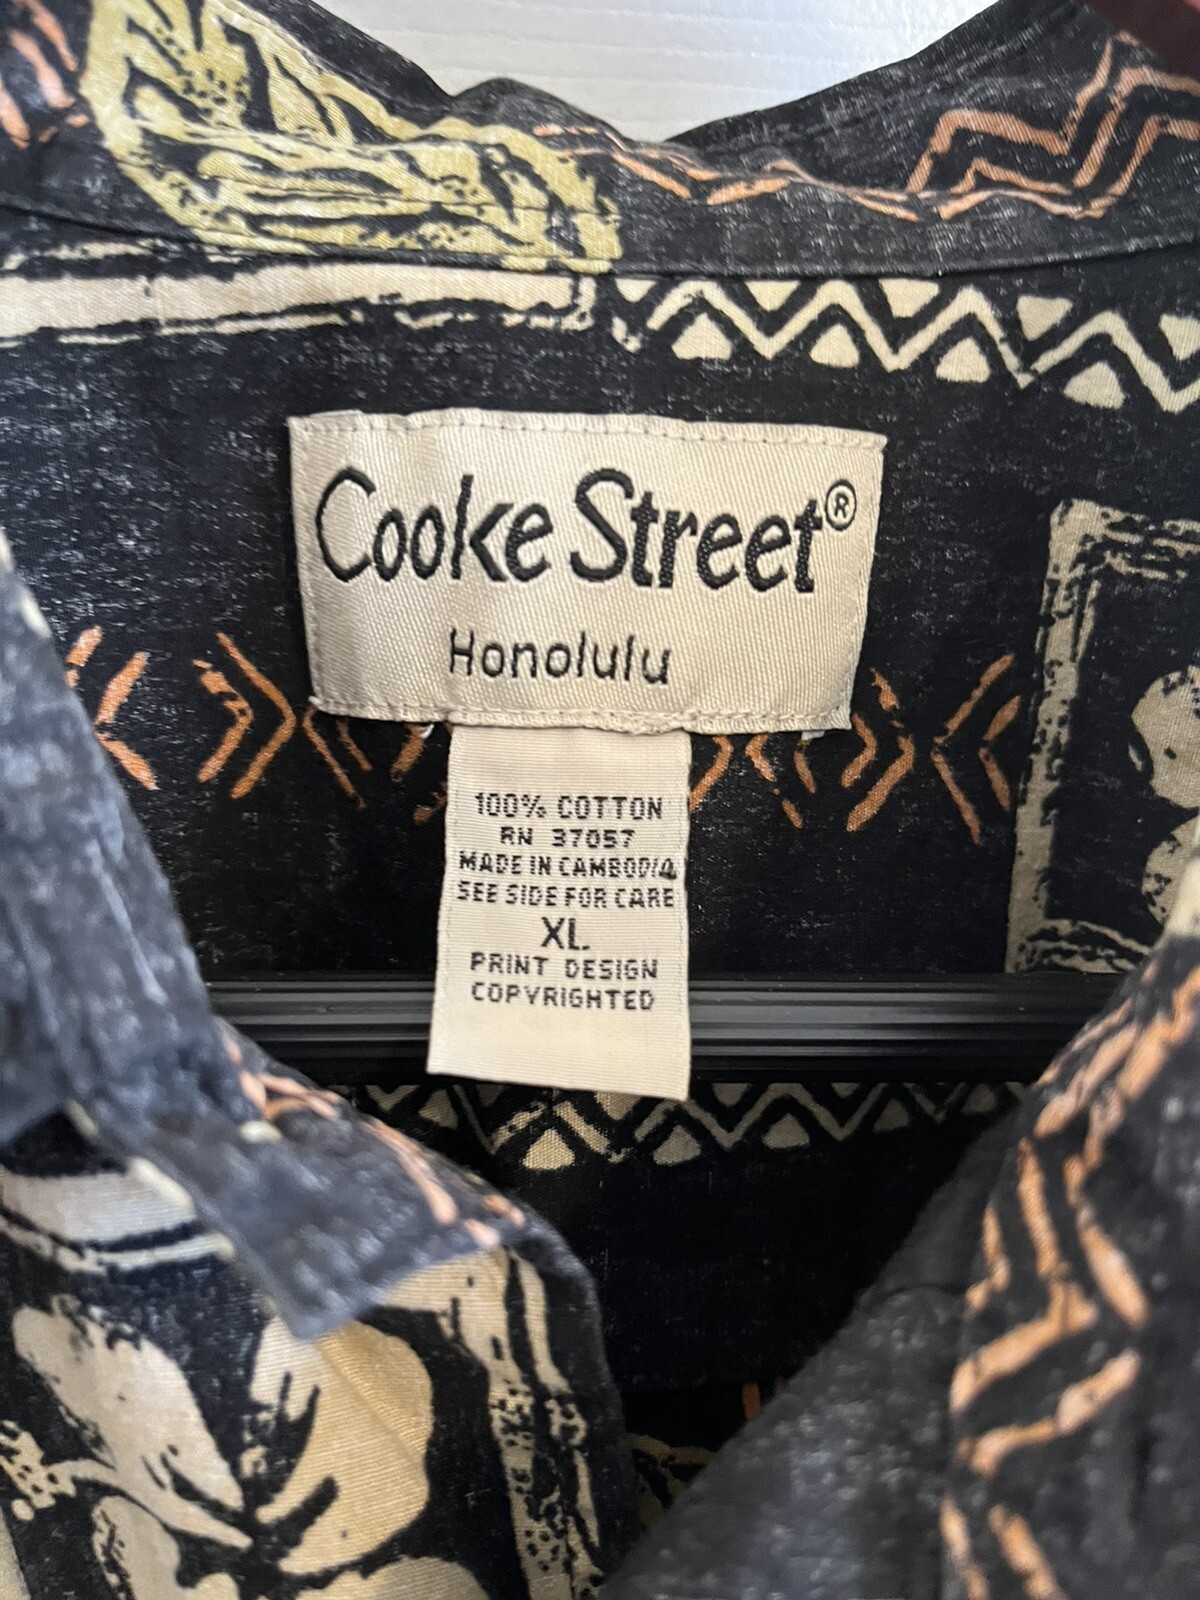 Cooke Street®
Honolulu
100% COTTON
RN 37057
MADE IN CAMBODIA
SEE SIDE FOR CARE
XL
PRINT DESIGN
COPYRIGHTED